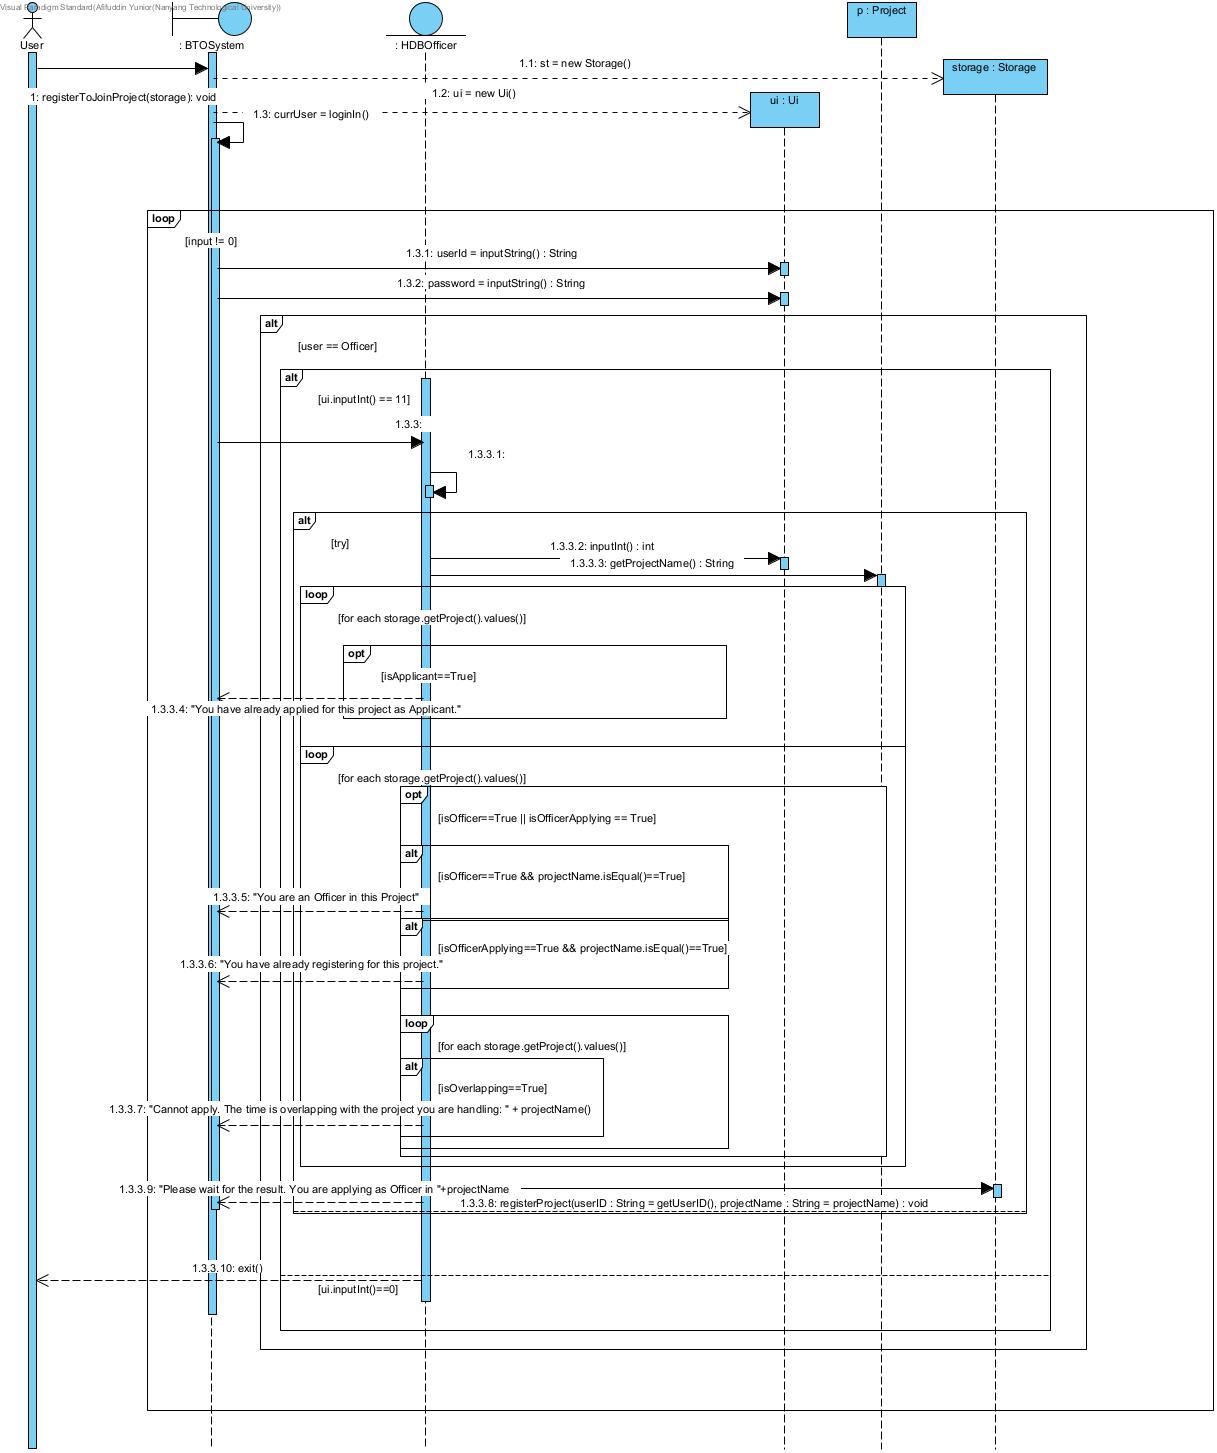 Visual Paradigm Standard(Afifuddin Yunior(Nanyang Technological University))
User
: BTOSystem
: HDBOfficer
p : Project
1.1: st = new Storage()
storage : Storage
1: registerToJoinProject(storage): void
1.2: ui = new Ui()
ui : Ui
1.3: currUser = loginIn()
loop
[input != 0]
1.3.1: userId = inputString() : String
1.3.2: password = inputString() : String
alt
[user == Officer]
alt
[ui.inputInt() == 11]
1.3.3:
1.3.3.1:
alt
[try]
1.3.3.2: inputInt() : int
1.3.3.3: getProjectName() : String
loop
[for each storage.getProject().values()]
opt
[isApplicant==True]
1.3.3.4: "You have already applied for this project as Applicant."
loop
[for each storage.getProject().values()]
opt
[isOfficer==True || isOfficerApplying == True]
alt
[isOfficer==True && projectName.isEqual()==True]
1.3.3.5: "You are an Officer in this Project"
alt
[isOfficerApplying==True && projectName.isEqual()==True]
1.3.3.6: "You have already registering for this project."
loop
[for each storage.getProject().values()]
alt
[isOverlapping==True]
1.3.3.7: "Cannot apply. The time is overlapping with the project you are handling: " + projectName()
1.3.3.9: "Please wait for the result. You are applying as Officer in "+projectName
1.3.3.8: registerProject(userID : String = getUserID(), projectName : String = projectName) : void
1.3.3.10: exit()
[ui.inputInt()==0]